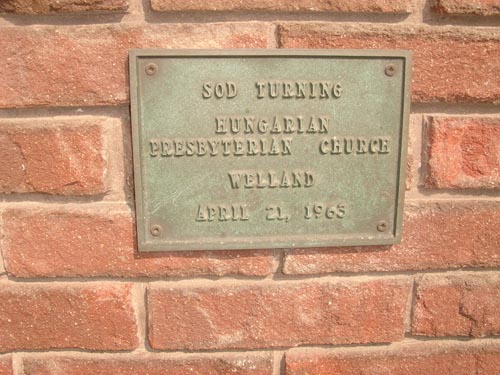 SOD TURNING
HUNGARIAN
PRESBYTERIAN CHURCH
WELLAND
APRIL 21, 1963